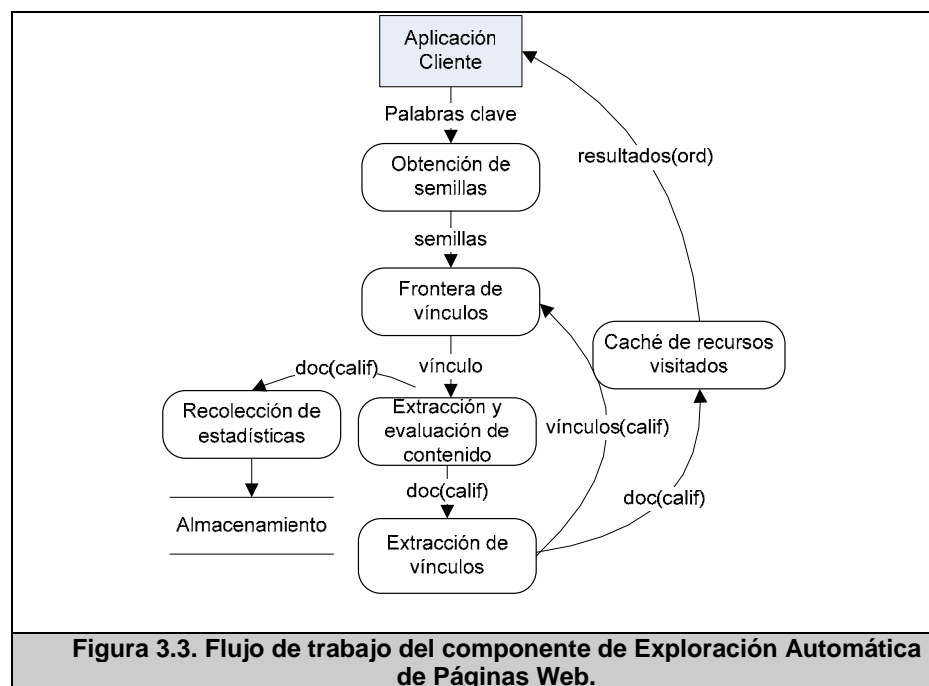 Aplicación
Cliente
Palabras clave
resultados(ord)
Obtención de
semillas
semillas
Frontera de
vínculos
Caché de recursos
visitados
vínculo
doc(calif)
Recolección de
estadísticas
Extracción y
evaluación de
contenido
vínculos(calif)
doc(calif)
doc(calif)
Almacenamiento
Extracción de
vínculos
Figura 3.3. Flujo de trabajo del componente de Exploración Automática
de Páginas Web.